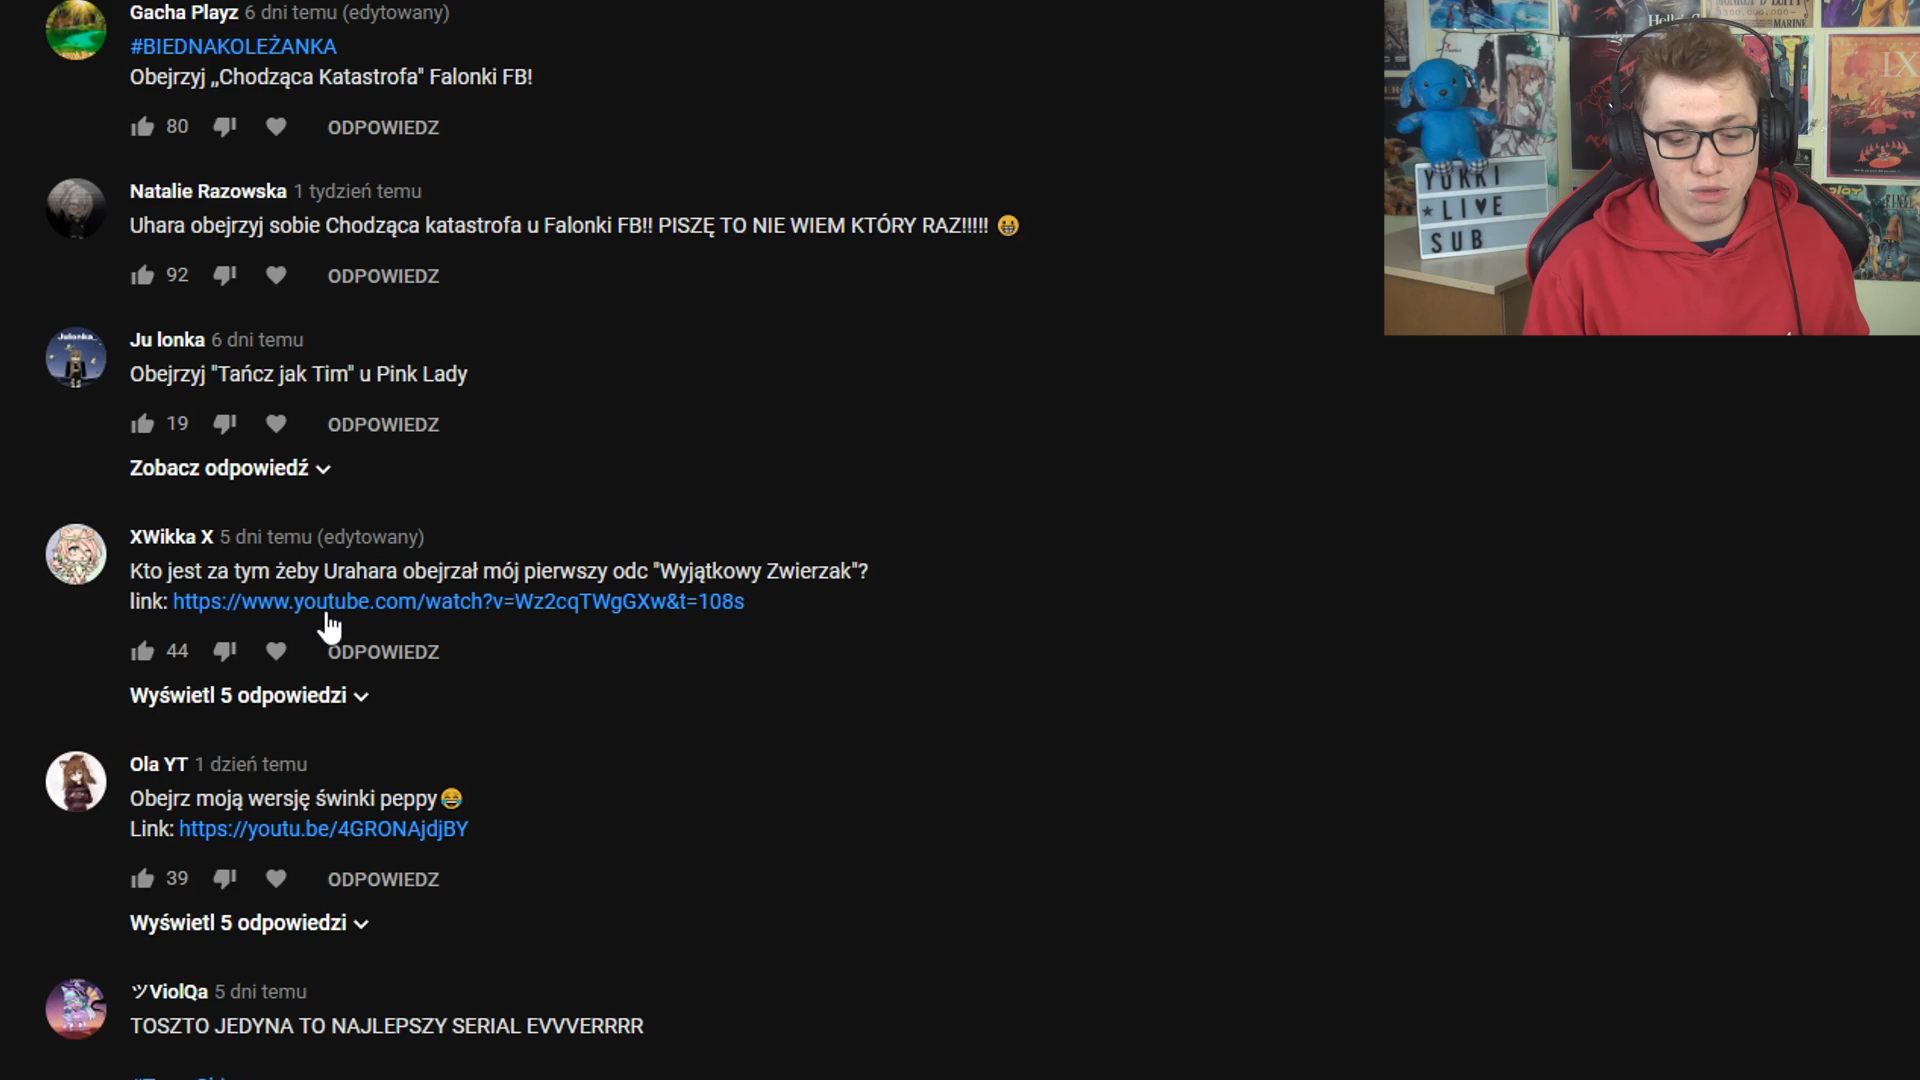 Gacha Playz 6 dni temu (edytowany)
#BIEDNAKOLEŻANKA
Obejrzyj „Chodząca Katastrofa" Falonki FB!
80 ODPOWIEDZ
Natalie Razowska 1 tydzień temu
Uhara obejrzyj sobie Chodząca katastrofa u Falonki FB!! PISZĘ TO NIE WIEM KTÓRY RAZ!!!!! 😀
92 ODPOWIEDZ
Ju lonka 6 dni temu
Obejrzyj "Tańcz jak Tim" u Pink Lady
19 ODPOWIEDZ
Zobacz odpowiedź
XWikka X 5 dni temu (edytowany)
Kto jest za tym żeby Urahara obejrzał mój pierwszy odc "Wyjątkowy Zwierzak"?
link: https://www.youtube.com/watch?v=Wz2cqTWgGXw&t=108s
44 ODPOWIEDZ
Wyświetl 5 odpowiedzi
Ola YT 1 dzień temu
Obejrz moją wersję świnki peppy😂
Link: https://youtu.be/4GRONAjdjBY
39 ODPOWIEDZ
Wyświetl 5 odpowiedzi
ツViolQa 5 dni temu
TOSZTO JEDYNA TO NAJLEPSZY SERIAL EVVVERRRR
YUKKI
★LIVE
SUB
MARINE
LX